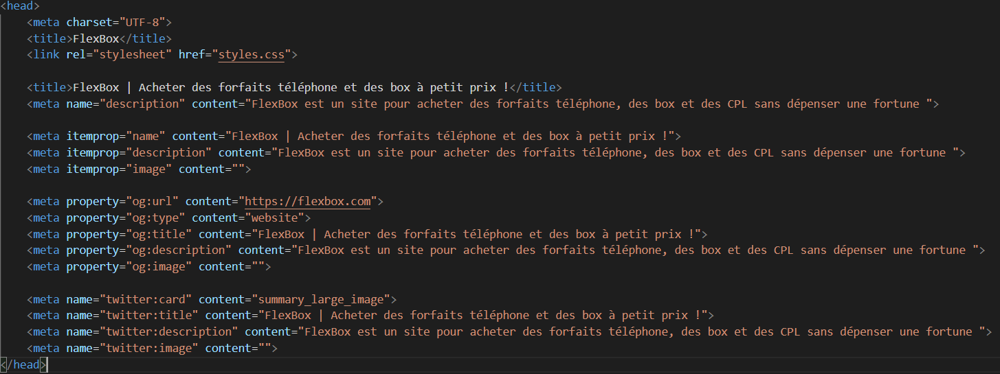 <head>
<meta charset="UTF-8">
<title>FlexBox</title>
<link rel="stylesheet" href="styles.css">
<title>FlexBox | Acheter des forfaits téléphone et des box à petit prix !</title>
<meta name="description" content="FlexBox est un site pour acheter des forfaits téléphone, des box et des CPL sans dépenser une fortune ">
<meta itemprop="name" content="FlexBox | Acheter des forfaits téléphone et des box à petit prix !">
<meta itemprop="description" content="FlexBox est un site pour acheter des forfaits téléphone, des box et des CPL sans dépenser une fortune ">
<meta itemprop="image" content="">
<meta property="og:url" content="https://flexbox.com">
<meta property="og:type" content="website">
<meta property="og:title" content="FlexBox | Acheter des forfaits téléphone et des box à petit prix !">
<meta property="og:description" content="FlexBox est un site pour acheter des forfaits téléphone, des box et des CPL sans dépenser une fortune ">
<meta property="og:image" content="">
<meta name="twitter:card" content="summary_large_image">
<meta name="twitter:title" content="FlexBox | Acheter des forfaits téléphone et des box à petit prix !">
<meta name="twitter:description" content="FlexBox est un site pour acheter des forfaits téléphone, des box et des CPL sans dépenser une fortune ">
<meta name="twitter:image" content="">
</head>